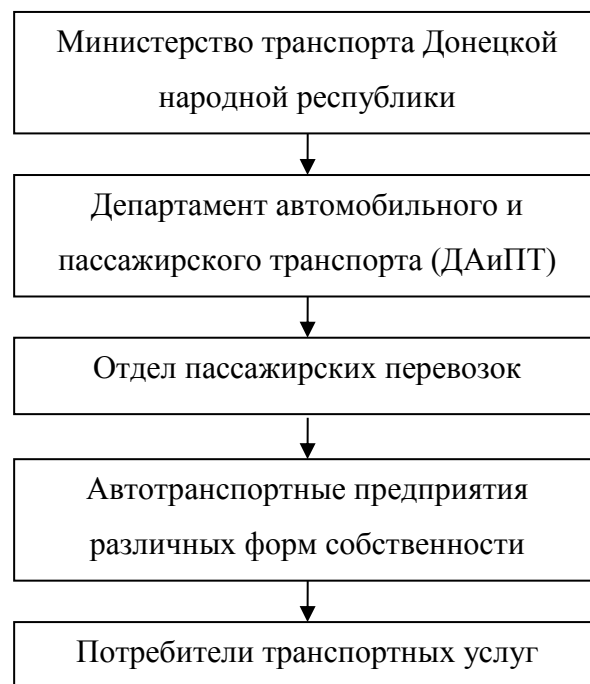 Министерство транспорта Донецкой
народной республики
Департамент автомобильного и
пассажирского транспорта (ДАиПТ)
Отдел пассажирских перевозок
Автотранспортные предприятия
различных форм собственности
Потребители транспортных услуг